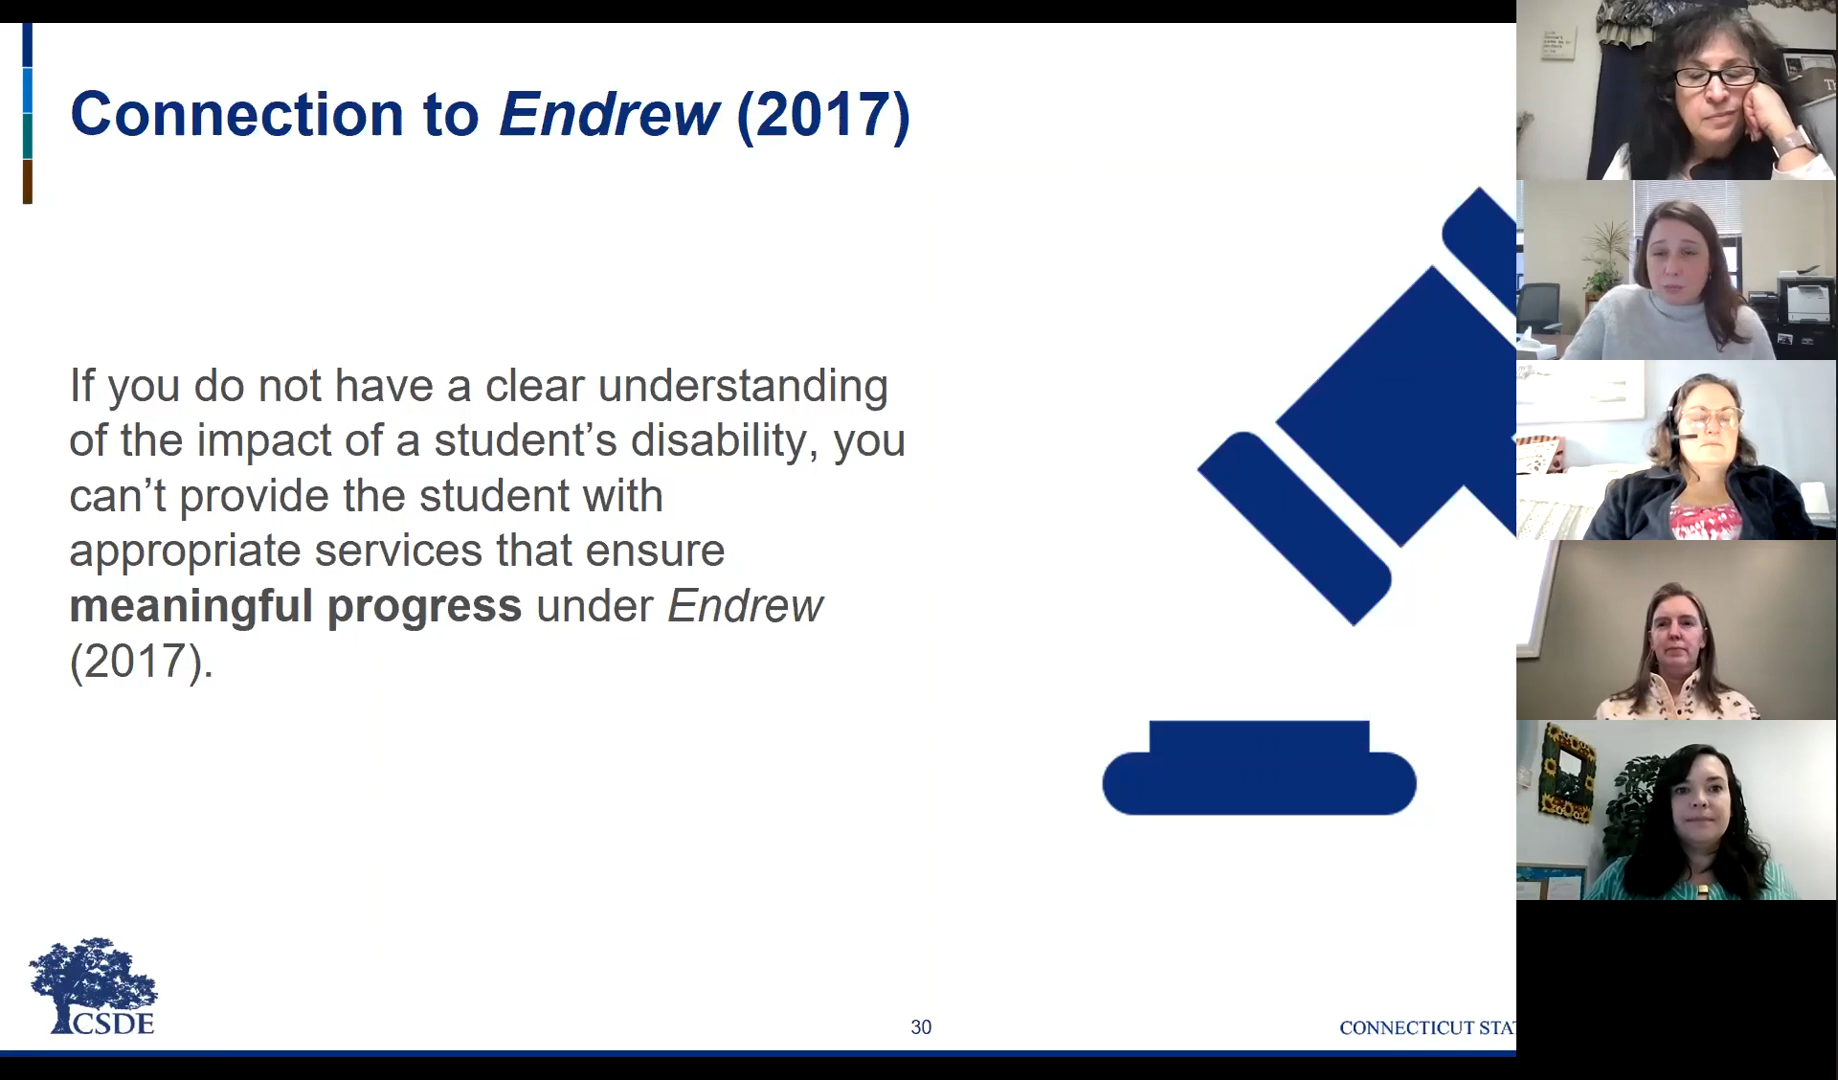 Connection to Endrew (2017)
If you do not have a clear understanding
of the impact of a student’s disability, you
can’t provide the student with
appropriate services that ensure
meaningful progress under Endrew
(2017).
CSDE
30
CONNECTICUT STA